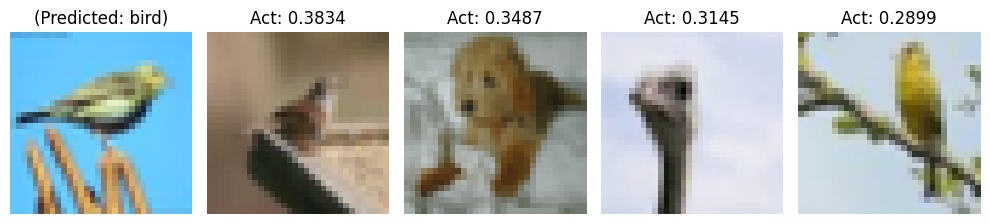 (Predicted: bird)
Act: 0.3834
Act: 0.3487
Act: 0.3145
Act: 0.2899